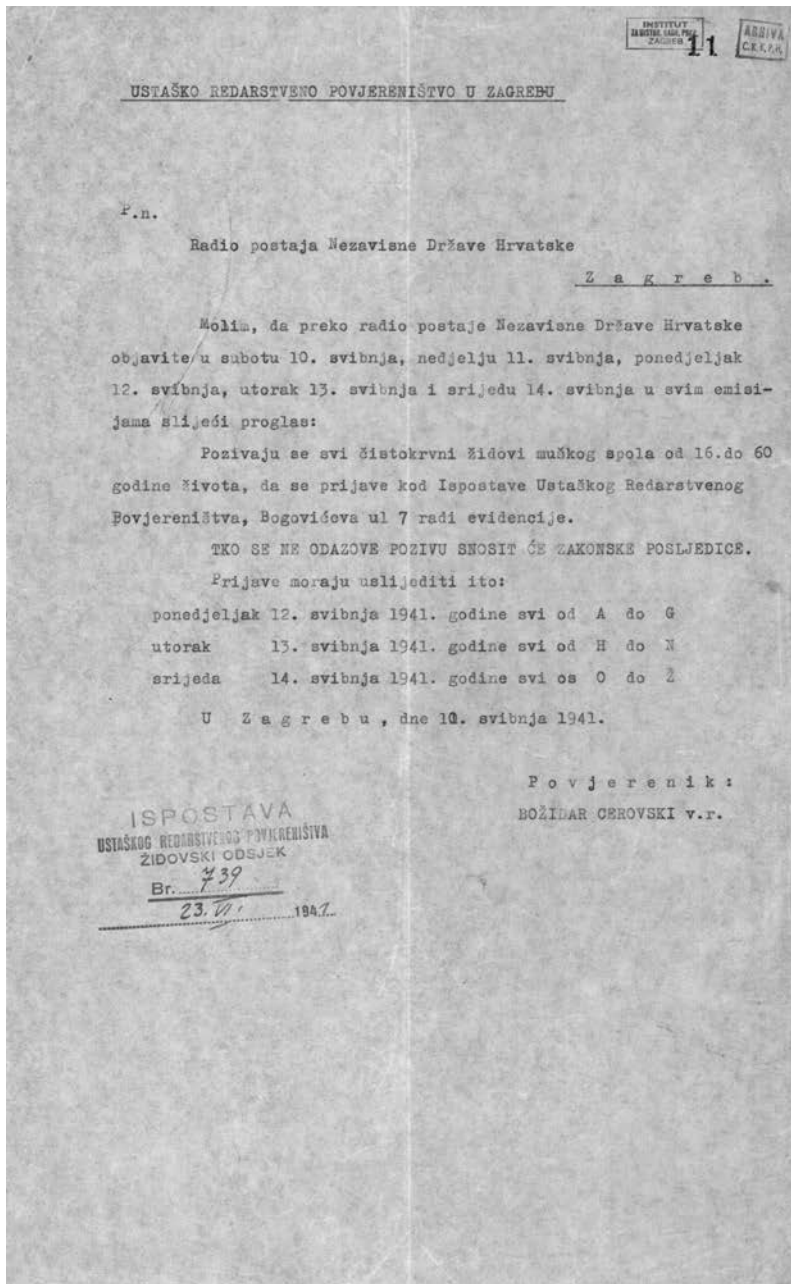 INSTITUT
ZAGREB
11
ARHIVA
C.K.K.P.H.
USTAŠKO REDARSTVENO POVJERENIŠTVO U ZAGREBU
P.n.
Radio postaja Nezavisne Države Hrvatske
Z a g r e b .
Molim, da preko radio postaje Nezavisne Države Hrvatske
objavite u subotu 10. svibnja, nedjelju 11. svibnja, ponedjeljak
12. svibnja, utorak 13. svibnja i srijedu 14. svibnja u svim emisi-
jama slijeći proglas:
Pozivaju se svi čistokrvni židovi muškog spola od 16.do 60
godine života, da se prijave kod Ispostave Ustaškog Redarstvenog
Povjereništva, Bogovićeva ul 7 radi evidencije.
TKO SE NE ODAZOVE POZIVU SNOSIT ĆE ZAKONSKE POSLJEDICE.
Prijave moraju uslijediti ito:
ponedjeljak 12. svibnja 1941. godine svi od A do G
utorak 13. svibnja 1941. godine svi od H do N
srijeda 14. svibnja 1941. godine svi os O do Ž
U Z a g r e b u , dne 10. svibnja 1941.
P o v j e r e n i k :
BOŽIDAR CEROVSKI v.r.
ISPOSTAVA
USTAŠKOG REDARSTVENOG POVJERENIŠTVA
ŽIDOVSKI ODSJEK
Br. 739
23. VI. 1941.